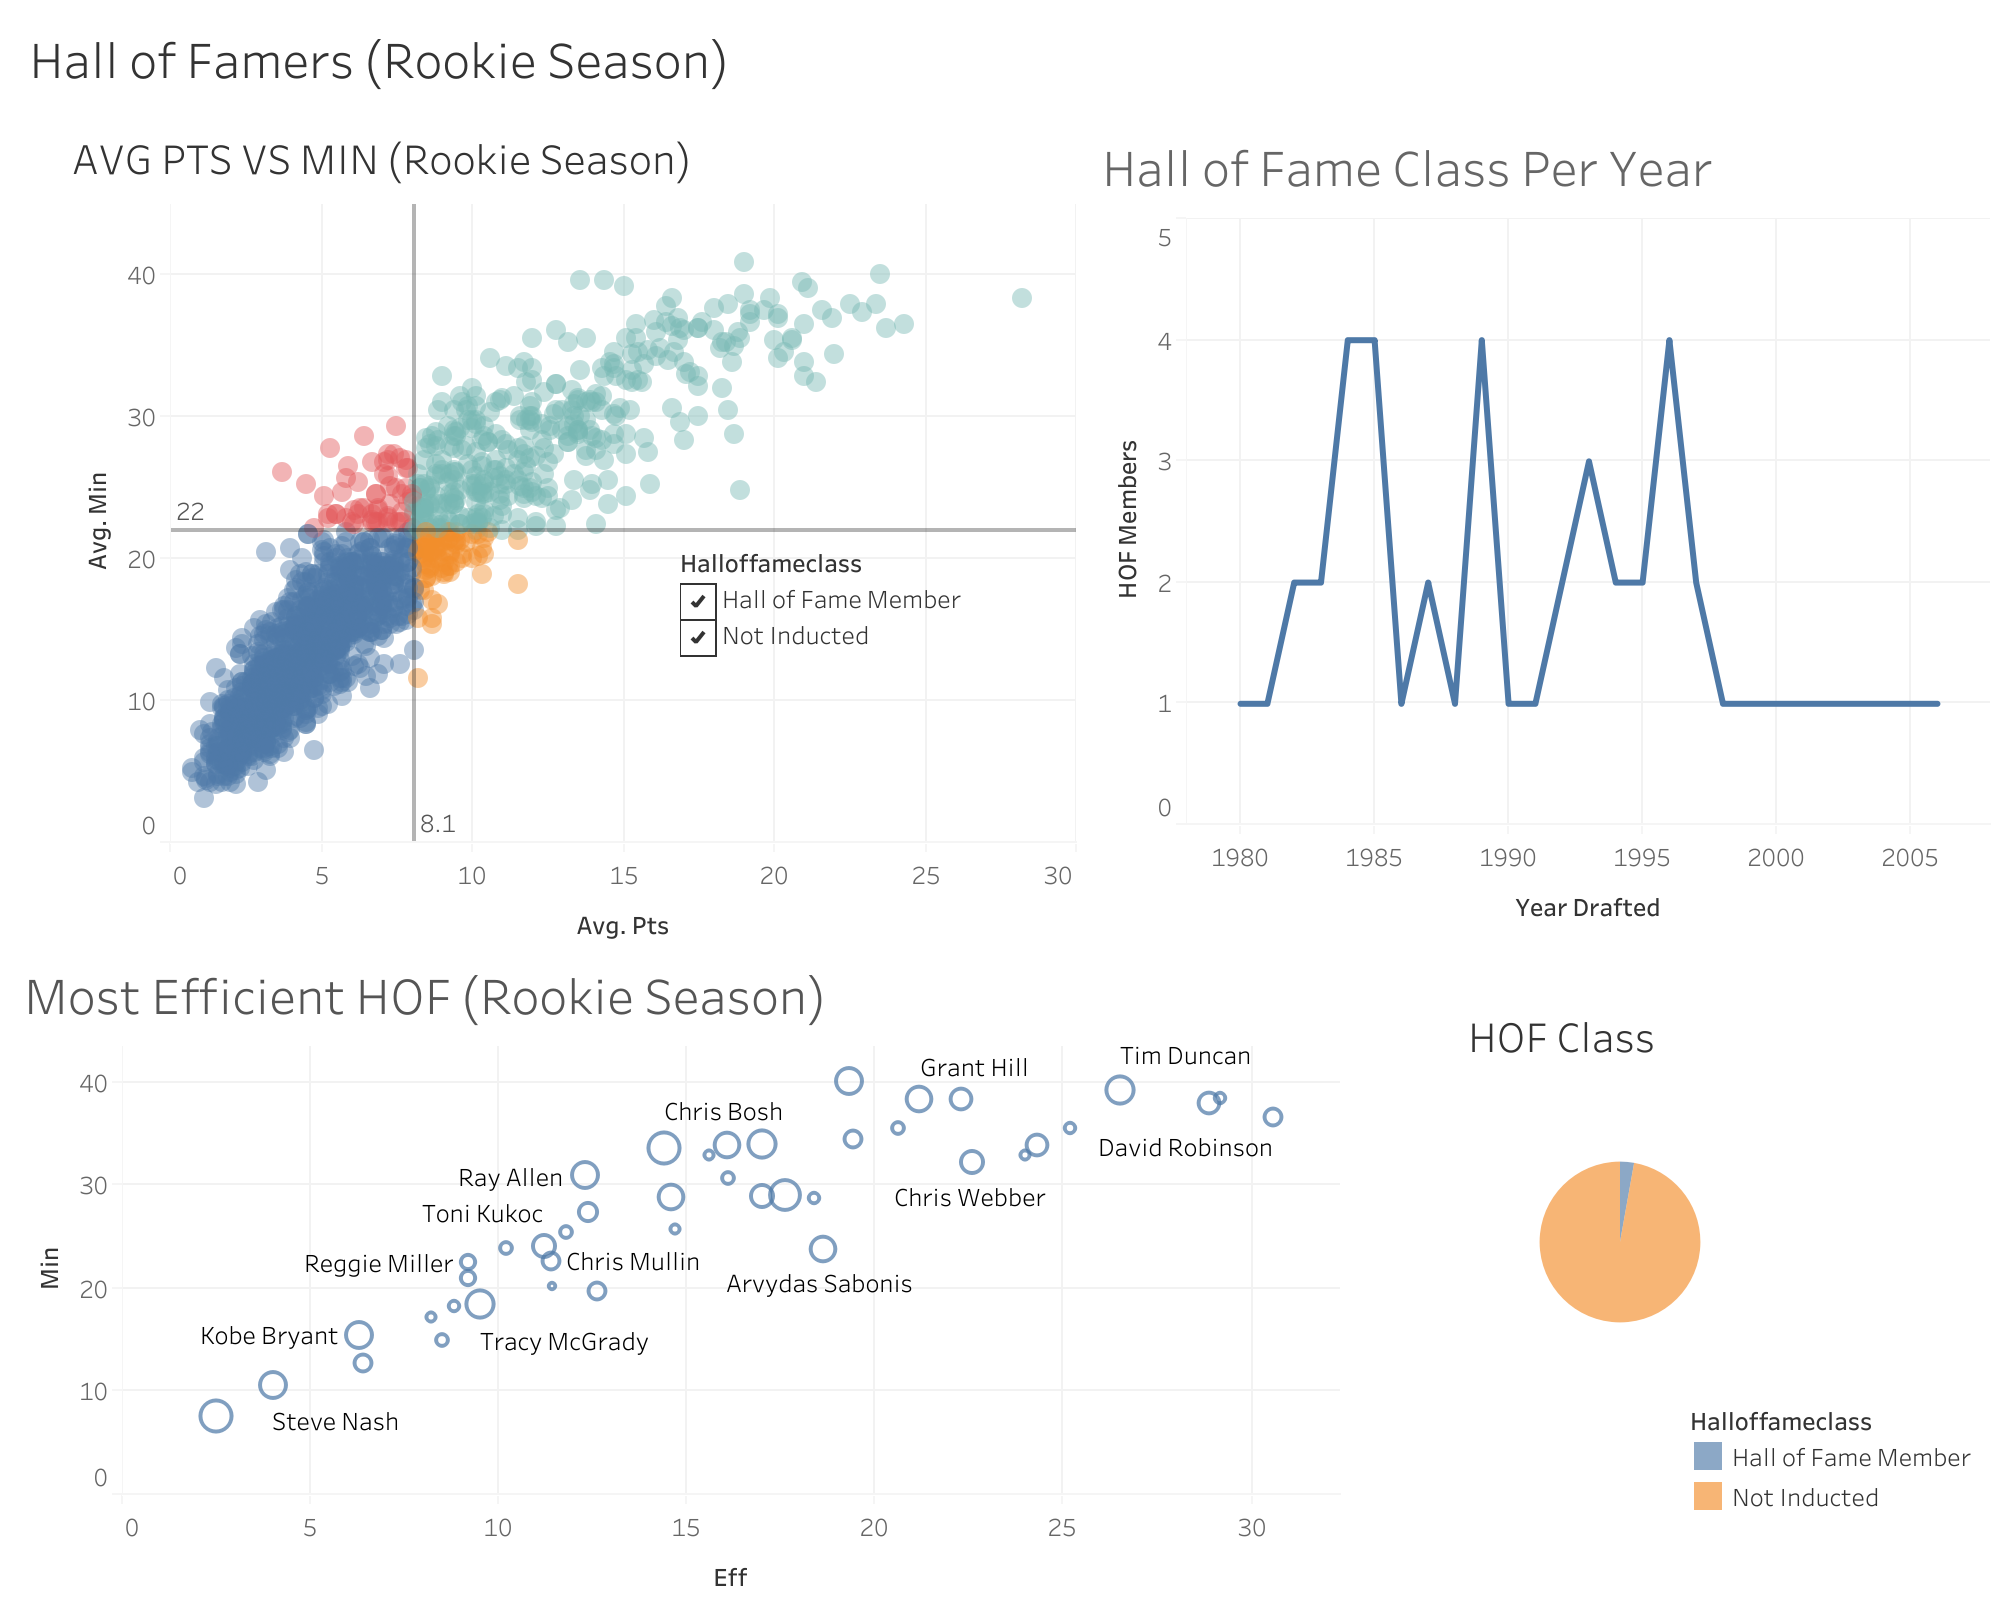 Hall of Famers (Rookie Season)
AVG PTS VS MIN (Rookie Season)
40
30
22
20
10
0
8.1
0 5 10 15 20 25 30
Avg. Min
Avg. Pts
Halloffameclass
Hall of Fame Member
Not Inducted
Hall of Fame Class Per Year
5
4
3
2
1
0
1980 1985 1990 1995 2000 2005
HOF Members
Year Drafted
Most Efficient HOF (Rookie Season)
Tim Duncan
Grant Hill
Chris Bosh
David Robinson
Ray Allen
Chris Webber
Toni Kukoc
Reggie Miller
Chris Mullin
Arvydas Sabonis
Kobe Bryant
Tracy McGrady
Steve Nash
40
30
20
10
0
0 5 10 15 20 25 30
Min
Eff
HOF Class
Halloffameclass
Hall of Fame Member
Not Inducted